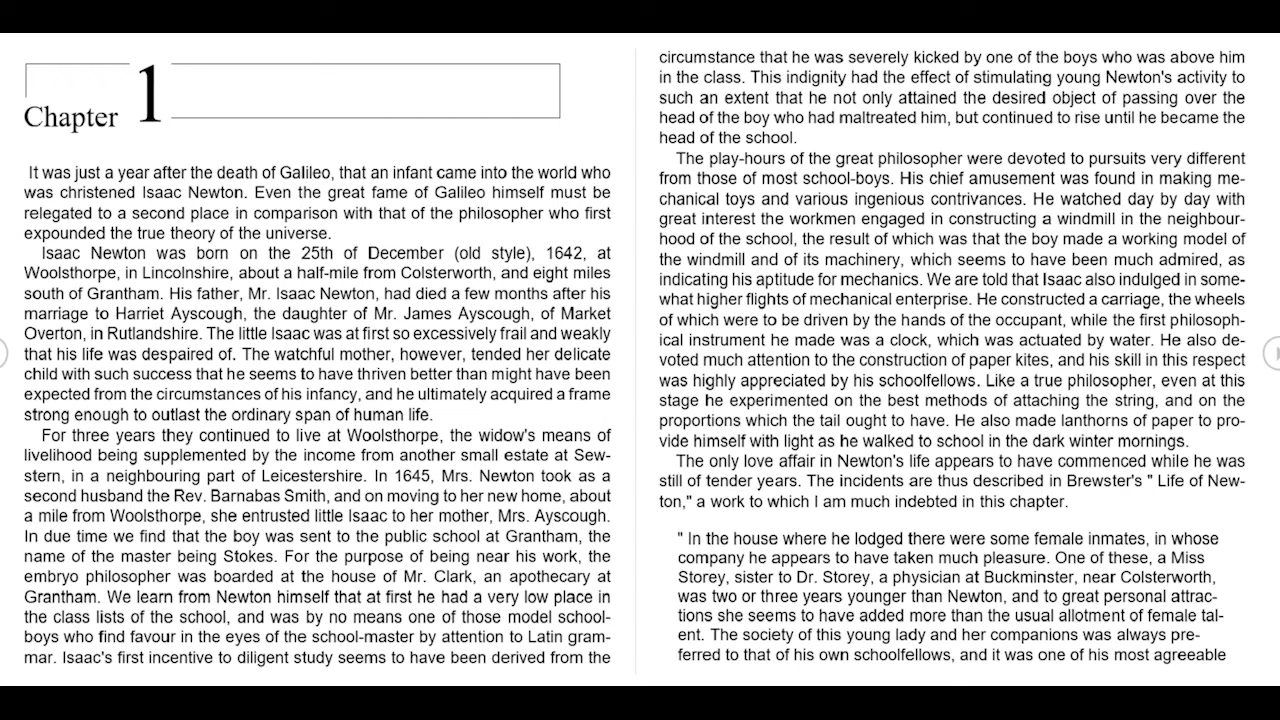 Chapter 1
It was just a year after the death of Galileo, that an infant came into the world who
was christened Isaac Newton. Even the great fame of Galileo himself must be
relegated to a second place in comparison with that of the philosopher who first
expounded the true theory of the universe.
Isaac Newton was born on the 25th of December (old style), 1642, at
Woolsthorpe, in Lincolnshire, about a half-mile from Colsterworth, and eight miles
south of Grantham. His father, Mr. Isaac Newton, had died a few months after his
marriage to Harriet Ayscough, the daughter of Mr. James Ayscough, of Market
Overton, in Rutlandshire. The little Isaac was at first so excessively frail and weakly
that his life was despaired of. The watchful mother, however, tended her delicate
child with such success that he seems to have thriven better than might have been
expected from the circumstances of his infancy, and he ultimately acquired a frame
strong enough to outlast the ordinary span of human life.
For three years they continued to live at Woolsthorpe, the widow's means of
livelihood being supplemented by the income from another small estate at Sew-
stern, in a neighbouring part of Leicestershire. In 1645, Mrs. Newton took as a
second husband the Rev. Barnabas Smith, and on moving to her new home, about
a mile from Woolsthorpe, she entrusted little Isaac to her mother, Mrs. Ayscough.
In due time we find that the boy was sent to the public school at Grantham, the
name of the master being Stokes. For the purpose of being near his work, the
embryo philosopher was boarded at the house of Mr. Clark, an apothecary at
Grantham. We learn from Newton himself that at first he had a very low place in
the class lists of the school, and was by no means one of those model school-
boys who find favour in the eyes of the school-master by attention to Latin gram-
mar. Isaac's first incentive to diligent study seems to have been derived from the
circumstance that he was severely kicked by one of the boys who was above him
in the class. This indignity had the effect of stimulating young Newton's activity to
such an extent that he not only attained the desired object of passing over the
head of the boy who had maltreated him, but continued to rise until he became the
head of the school.
The play-hours of the great philosopher were devoted to pursuits very different
from those of most school-boys. His chief amusement was found in making me-
chanical toys and various ingenious contrivances. He watched day by day with
great interest the workmen engaged in constructing a windmill in the neighbour-
hood of the school, the result of which was that the boy made a working model of
the windmill and of its machinery, which seems to have been much admired, as
indicating his aptitude for mechanics. We are told that Isaac also indulged in some-
what higher flights of mechanical enterprise. He constructed a carriage, the wheels
of which were to be driven by the hands of the occupant, while the first philosoph-
ical instrument he made was a clock, which was actuated by water. He also de-
voted much attention to the construction of paper kites, and his skill in this respect
was highly appreciated by his schoolfellows. Like a true philosopher, even at this
stage he experimented on the best methods of attaching the string, and on the
proportions which the tail ought to have. He also made lanthorns of paper to pro-
vide himself with light as he walked to school in the dark winter mornings.
The only love affair in Newton's life appears to have commenced while he was
still of tender years. The incidents are thus described in Brewster's " Life of New-
ton," a work to which I am much indebted in this chapter.
" In the house where he lodged there were some female inmates, in whose
company he appears to have taken much pleasure. One of these, a Miss
Storey, sister to Dr. Storey, a physician at Buckminster, near Colsterworth,
was two or three years younger than Newton, and to great personal attrac-
tions she seems to have added more than the usual allotment of female tal-
ent. The society of this young lady and her companions was always pre-
ferred to that of his own schoolfellows, and it was one of his most agreeable